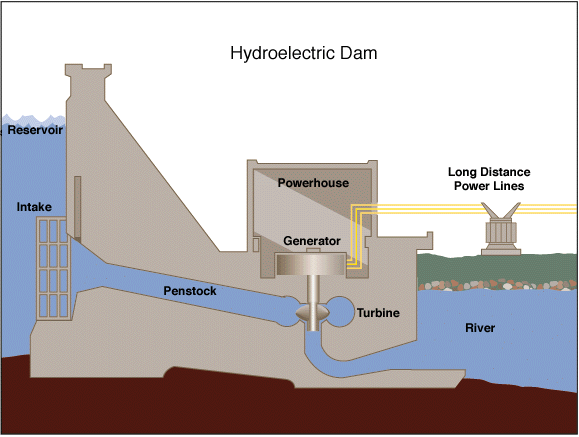 Hydroelectric Dam
Reservoir
Intake
Powerhouse
Long Distance
Power Lines
Generator
Penstock
Turbine
River